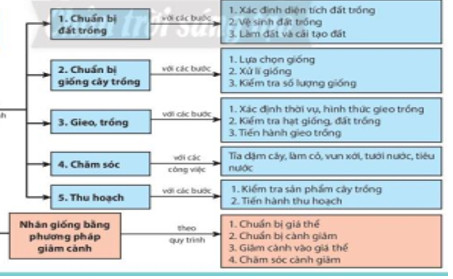 1. Chuẩn bị
đất trồng
với các bước
1. Xác định diện tích đất trồng
2. Vệ sinh đất trồng
3. Làm đất và cải tạo đất
2. Chuẩn bị
giống cây trồng
với các bước
1. Lựa chọn giống
2. Xử lí giống
3. Kiểm tra số lượng giống
3. Gieo, trồng
với các bước
1. Xác định thời vụ, hình thức gieo trồng
2. Kiểm tra hạt giống, đất trồng
3. Tiến hành gieo trồng
4. Chăm sóc
với các
công việc
Tỉa dặm cây, làm cỏ, vun xới, tưới nước, tiêu
nước
5. Thu hoạch
với các bước
1. Kiểm tra sản phẩm cây trồng
2. Tiến hành thu hoạch
Nhân giống bằng
phương pháp
giâm cành
theo
quy trình
1. Chuẩn bị giá thể
2. Chuẩn bị cành giâm
3. Giâm cành vào giá thể
4. Chăm sóc cành giâm